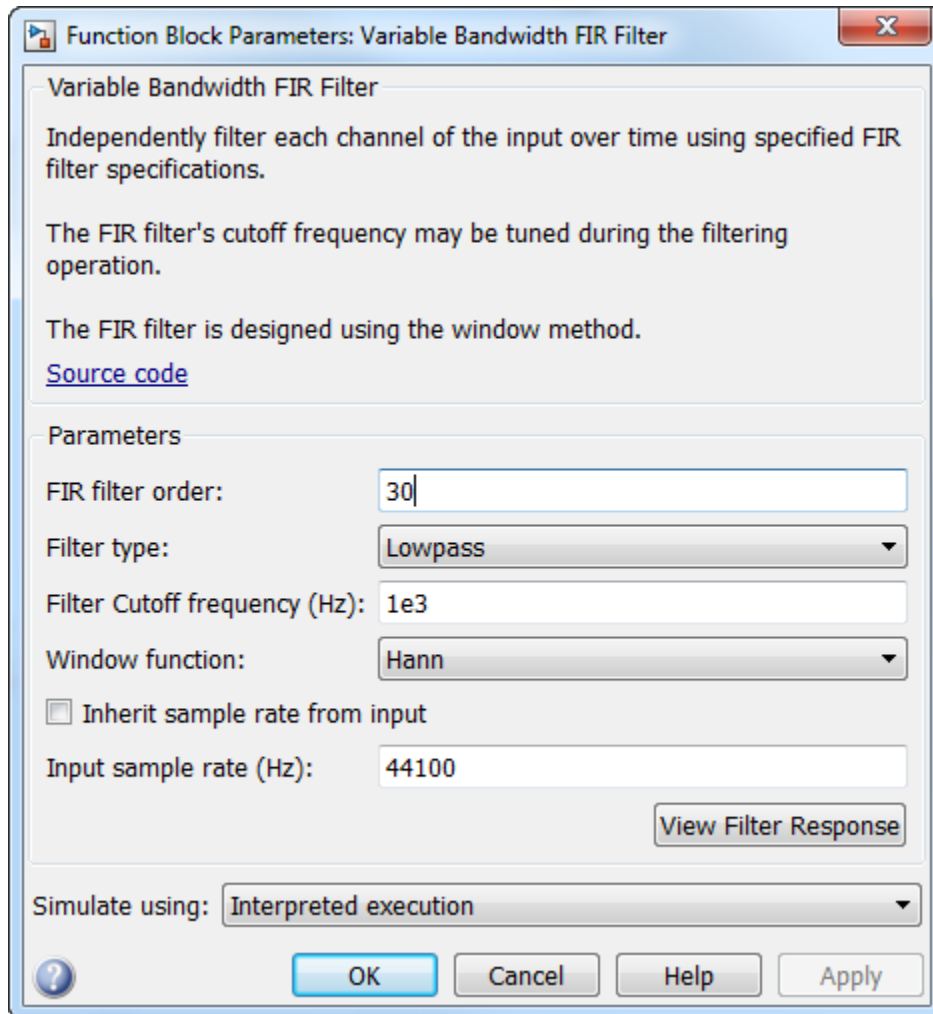 Function Block Parameters: Variable Bandwidth FIR Filter
Variable Bandwidth FIR Filter
Independently filter each channel of the input over time using specified FIR
filter specifications.
The FIR filter's cutoff frequency may be tuned during the filtering
operation.
The FIR filter is designed using the window method.
Source code
Parameters
FIR filter order: 30
Filter type: Lowpass
Filter Cutoff frequency (Hz): 1e3
Window function: Hann
Inherit sample rate from input
Input sample rate (Hz): 44100
View Filter Response
Simulate using: Interpreted execution
? OK Cancel Help Apply